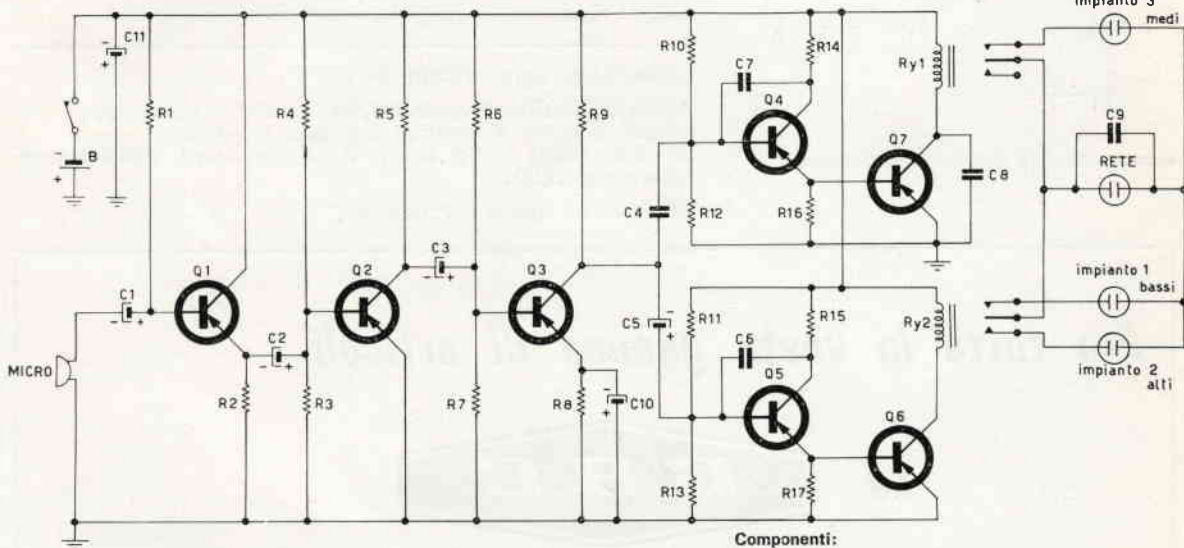 impianto 3
medi
C11
R1
R4
R5
R6
R9
R10
C7
R14
Q4
Ry1
C9
RETE
B
Q7
C8
C4
R12
R16
Q1
Q2
C3
Q3
C1
C2
C5
R11
R15
C6
Q5
Ry2
impianto 1
bassi
impianto 2
alti
MICRO
R2
R3
R7
R8
C10
R13
R17
Q6
Componenti: